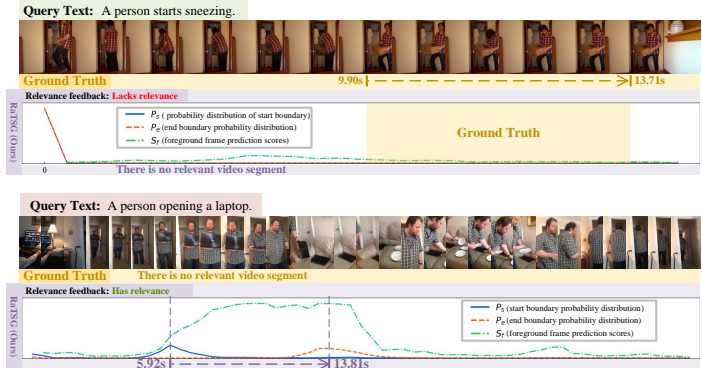 Query Text: A person starts sneezing.
Ground Truth 9.90s 13.71s
Relevance feedback: Lacks relevance
RaTSG (Ours)
Ps ( probability distribution of start boundary)
Pe (end boundary probability distribution)
Sf (foreground frame prediction scores)
Ground Truth
0 There is no relevant video segment
Query Text: A person opening a laptop.
Ground Truth There is no relevant video segment
Relevance feedback: Has relevance
RaTSG (Ours)
Ps (start boundary probability distribution)
Pe (end boundary probability distribution)
Sf (foreground frame prediction scores)
5.92s 13.81s